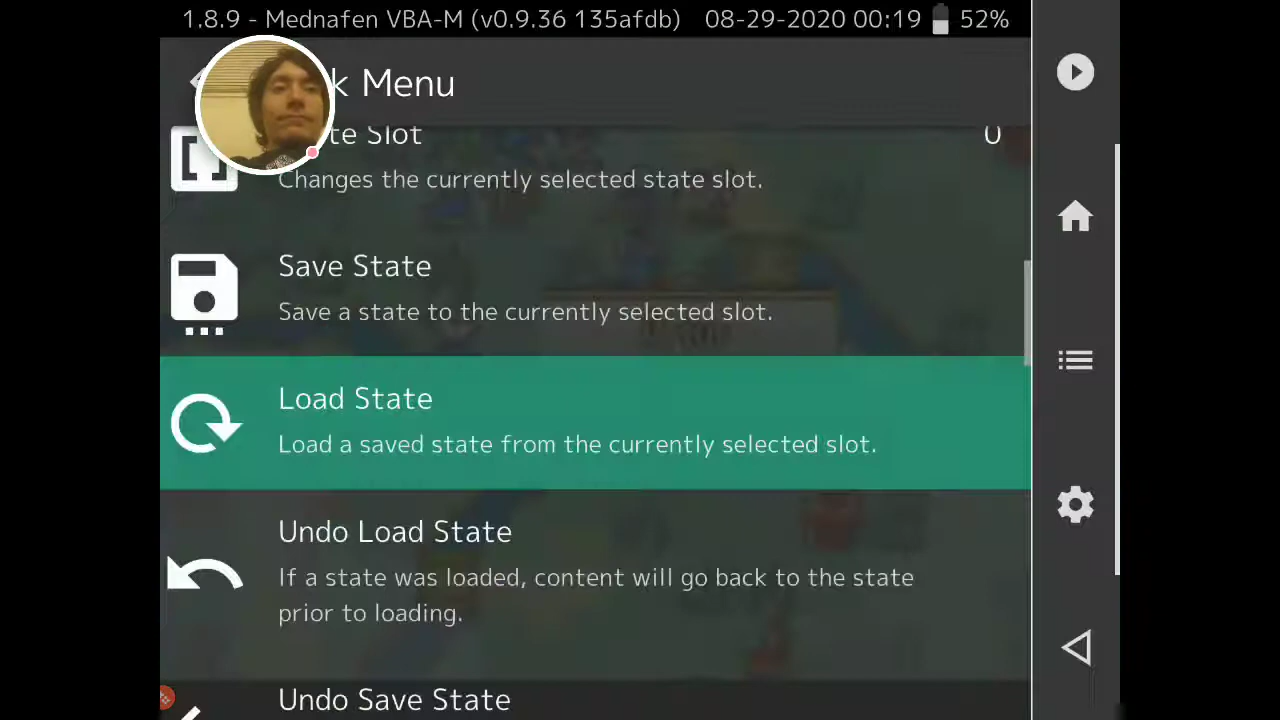 1.8.9 - Mednafen VBA-M (v0.9.36 135afdb) 08-29-2020 00:19 52%
k Menu
te Slot 0
Changes the currently selected state slot.
Save State
Save a state to the currently selected slot.
Load State
Load a saved state from the currently selected slot.
Undo Load State
If a state was loaded, content will go back to the state
prior to loading.
Undo Save State